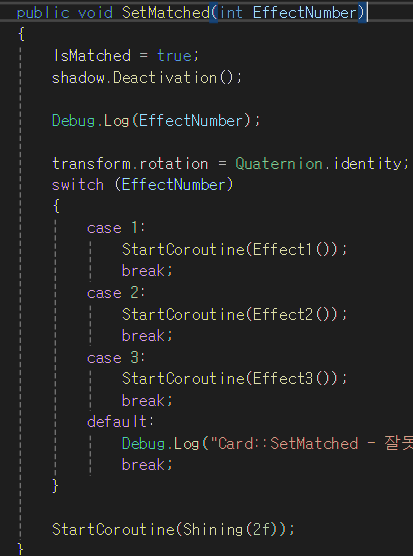 public void SetMatched(int EffectNumber)
{
IsMatched = true;
shadow.Deactivation();
Debug.Log(EffectNumber);
transform.rotation = Quaternion.identity;
switch (EffectNumber)
{
case 1:
StartCoroutine(Effect1());
break;
case 2:
StartCoroutine(Effect2());
break;
case 3:
StartCoroutine(Effect3());
break;
default:
Debug.Log("Card::SetMatched - 잘못
break;
}
StartCoroutine(Shining(2f));
}